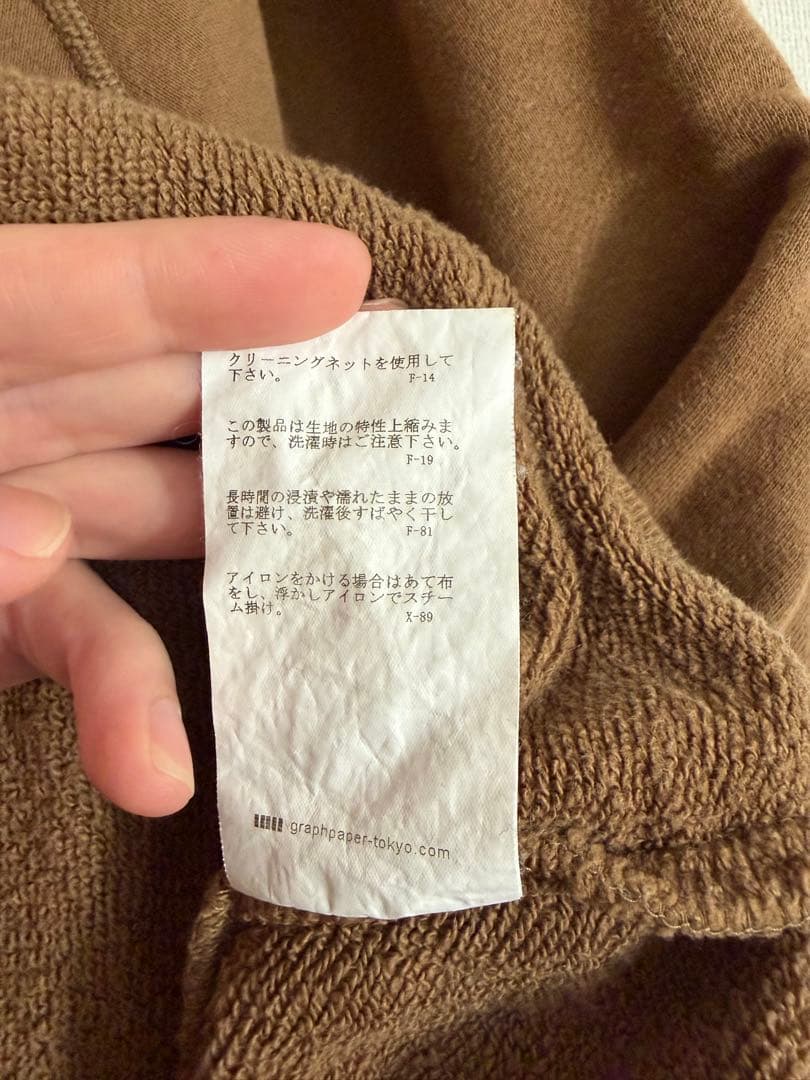 クリーニングネットを使用して
下さい。 F-14
この製品は生地の特性上縮みま
すので、洗濯時はご注意下さい。
F-19
長時間の浸漬や濡れたままの放
置は避け、洗濯後すばやく干し
て下さい。 F-81
アイロンをかける場合はあて布
をし、浮かしアイロンでスチー
ム掛け。 X-89
graphpaper-tokyo.com